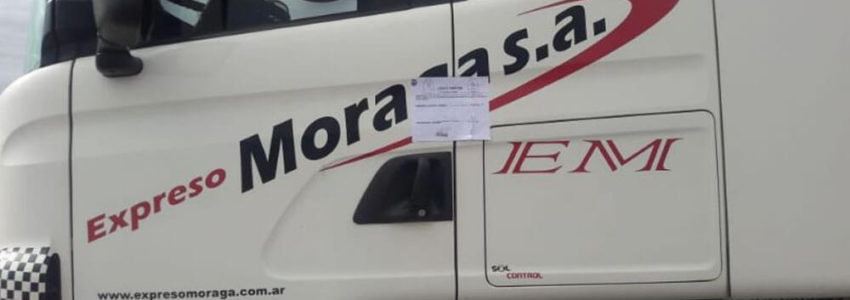 Expreso Moraga s.a.
EM
SOL
CONTROL
www.expresomoraga.com.ar